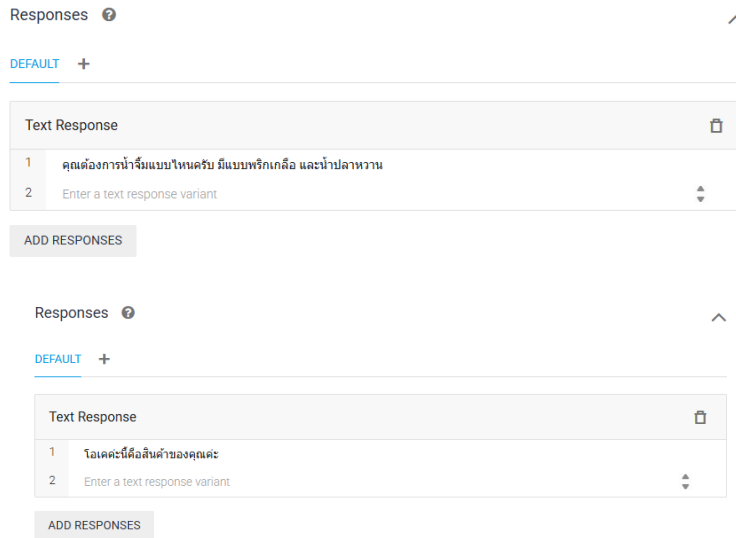 Responses
DEFAULT +
Text Response
1 คุณต้องการน้ำจิ้มแบบไหนครับ มีแบบพริกเกลือ และน้ำปลาหวาน
2 Enter a text response variant
ADD RESPONSES
Responses
DEFAULT +
Text Response
1 โอเคค่ะนี้คือสินค้าของคุณค่ะ
2 Enter a text response variant
ADD RESPONSES